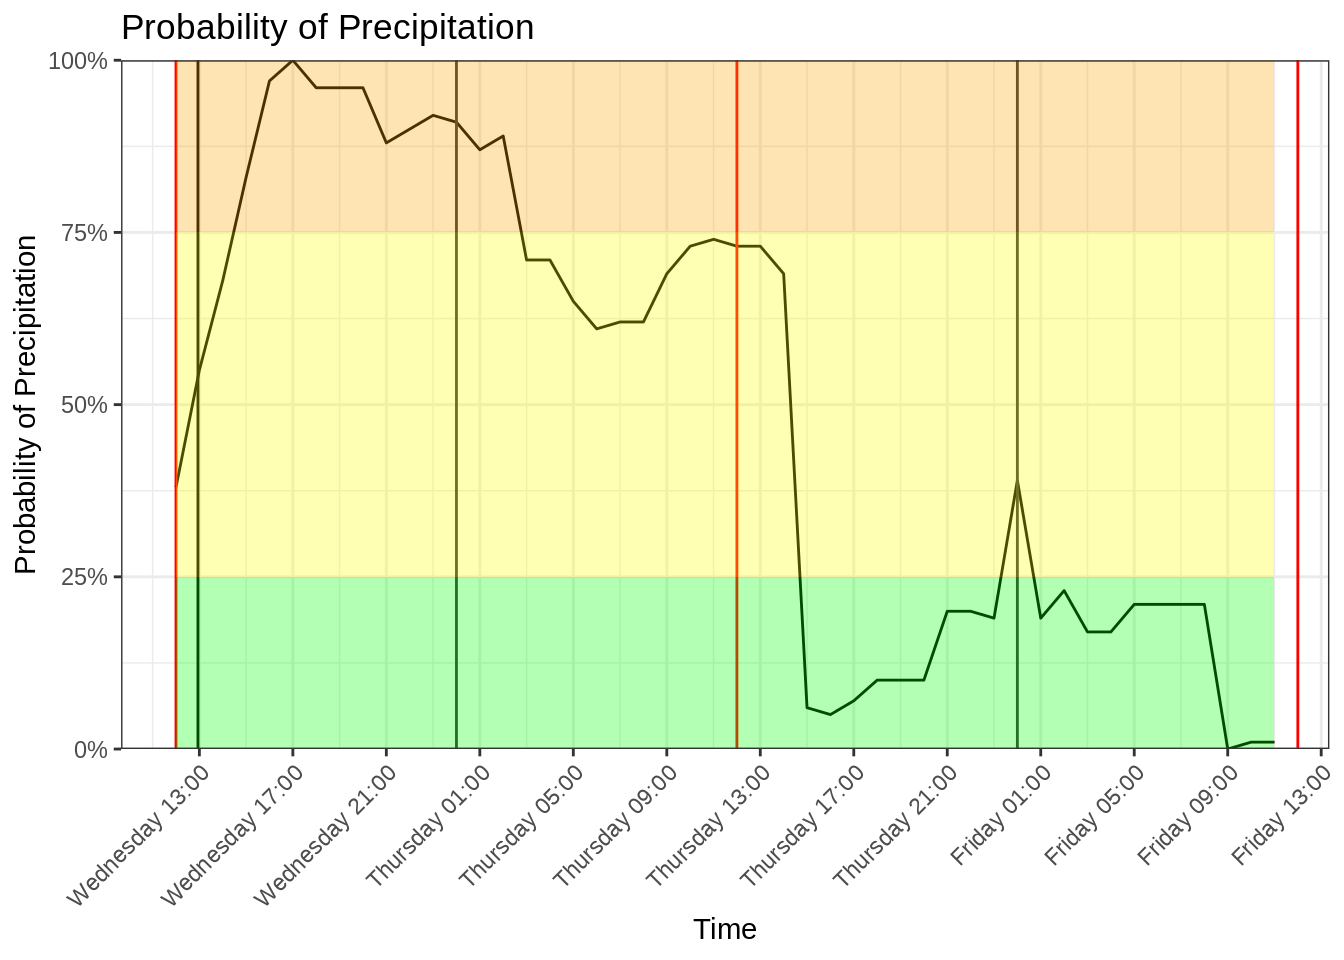 Probability of Precipitation
Probability of Precipitation
100%
75%
50%
25%
0%
Wednesday 13:00
Wednesday 17:00
Wednesday 21:00
Thursday 01:00
Thursday 05:00
Thursday 09:00
Thursday 13:00
Thursday 17:00
Thursday 21:00
Friday 01:00
Friday 05:00
Friday 09:00
Friday 13:00
Time